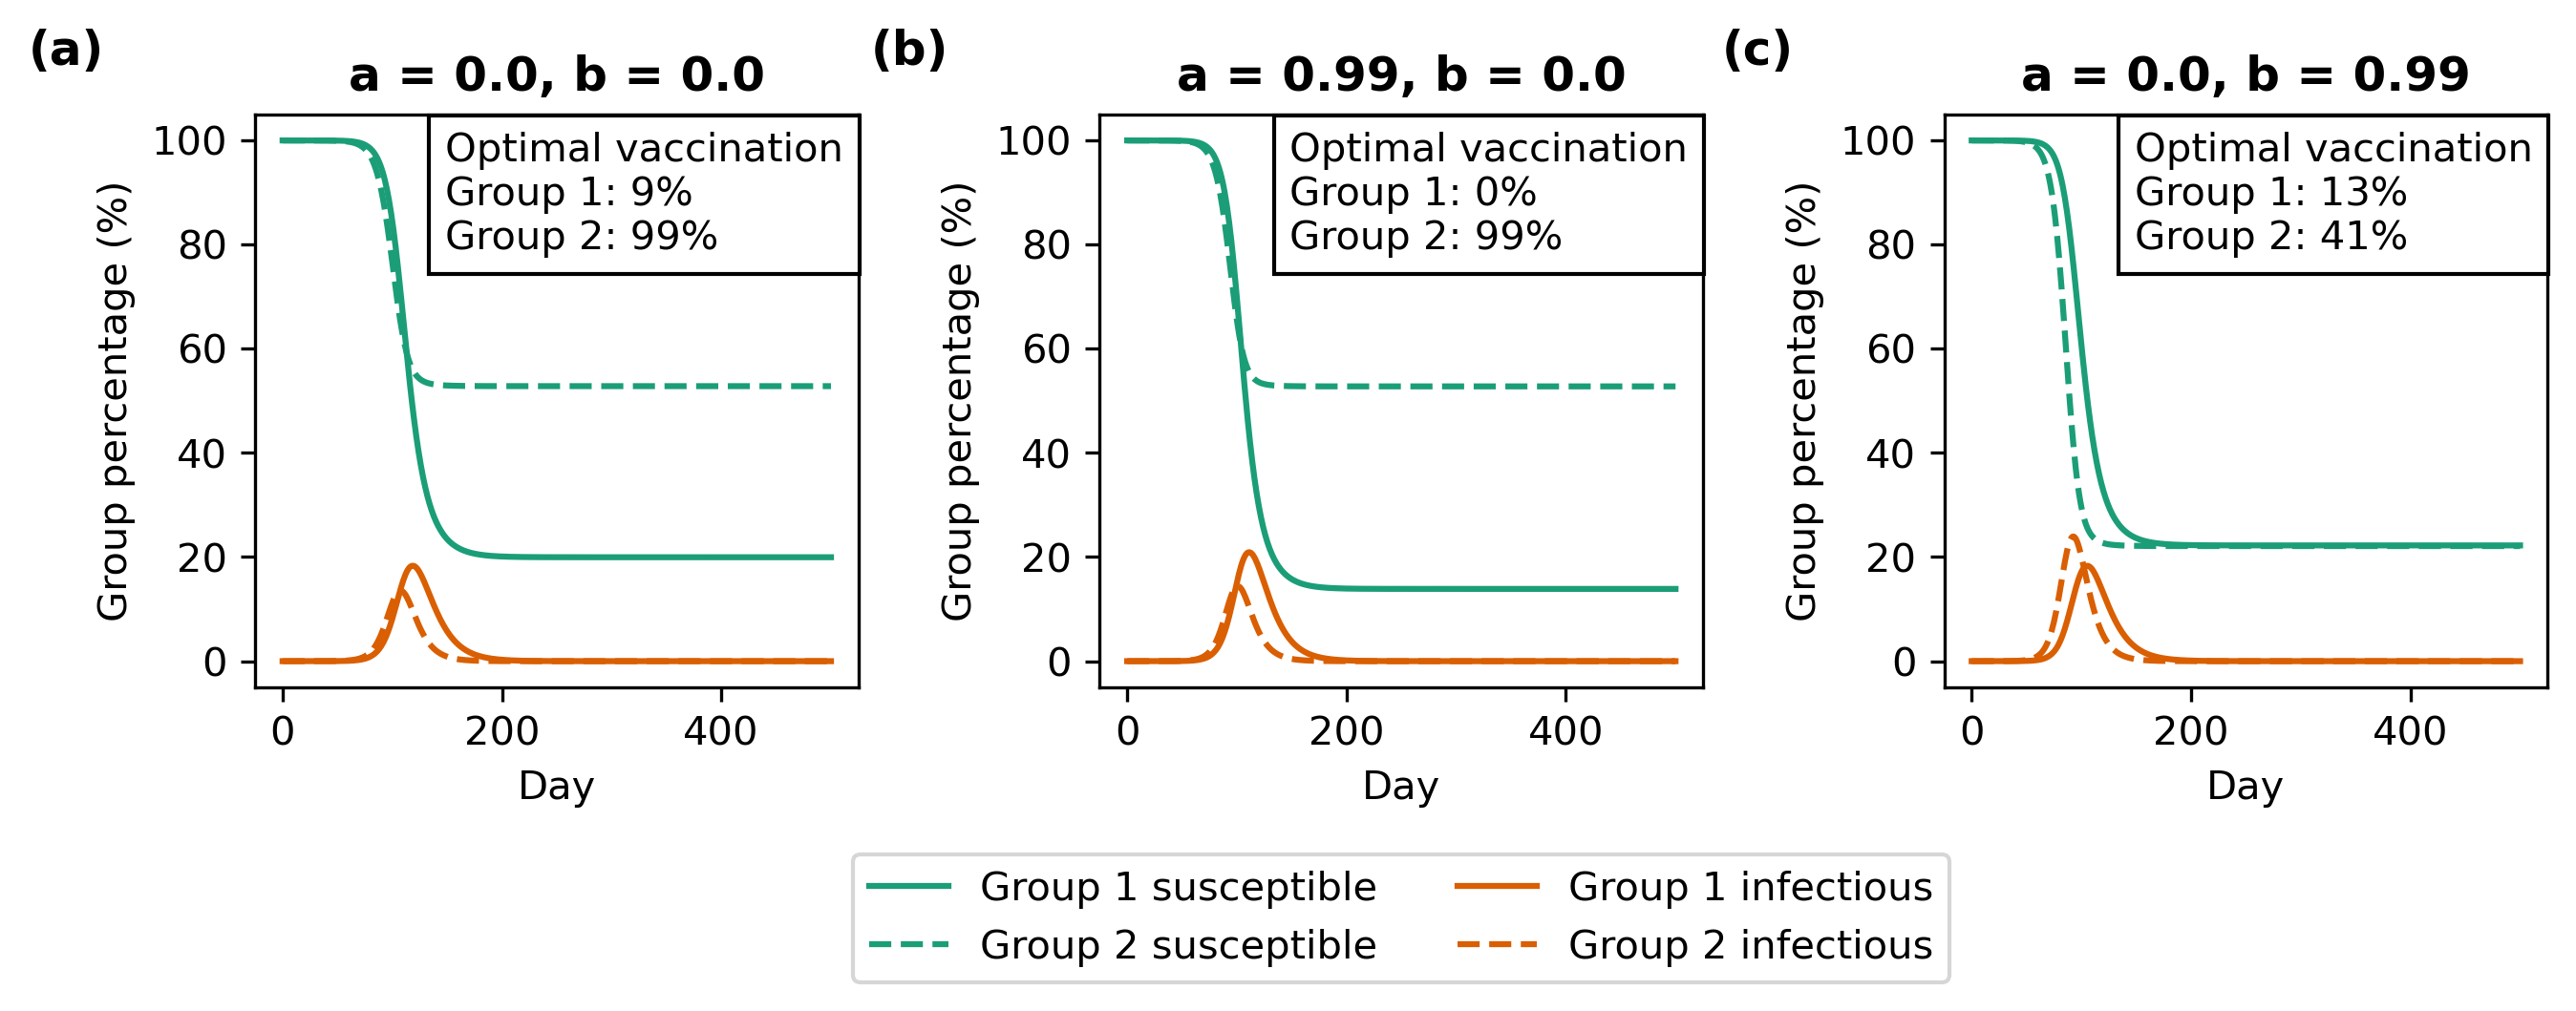 (a)
a = 0.0, b = 0.0
Optimal vaccination
Group 1: 9%
Group 2: 99%
Group percentage (%)
100
80
60
40
20
0
0 200 400
Day
(b)
a = 0.99, b = 0.0
Optimal vaccination
Group 1: 0%
Group 2: 99%
Group percentage (%)
100
80
60
40
20
0
0 200 400
Day
(c)
a = 0.0, b = 0.99
Optimal vaccination
Group 1: 13%
Group 2: 41%
Group percentage (%)
100
80
60
40
20
0
0 200 400
Day
Group 1 susceptible
Group 2 susceptible
Group 1 infectious
Group 2 infectious